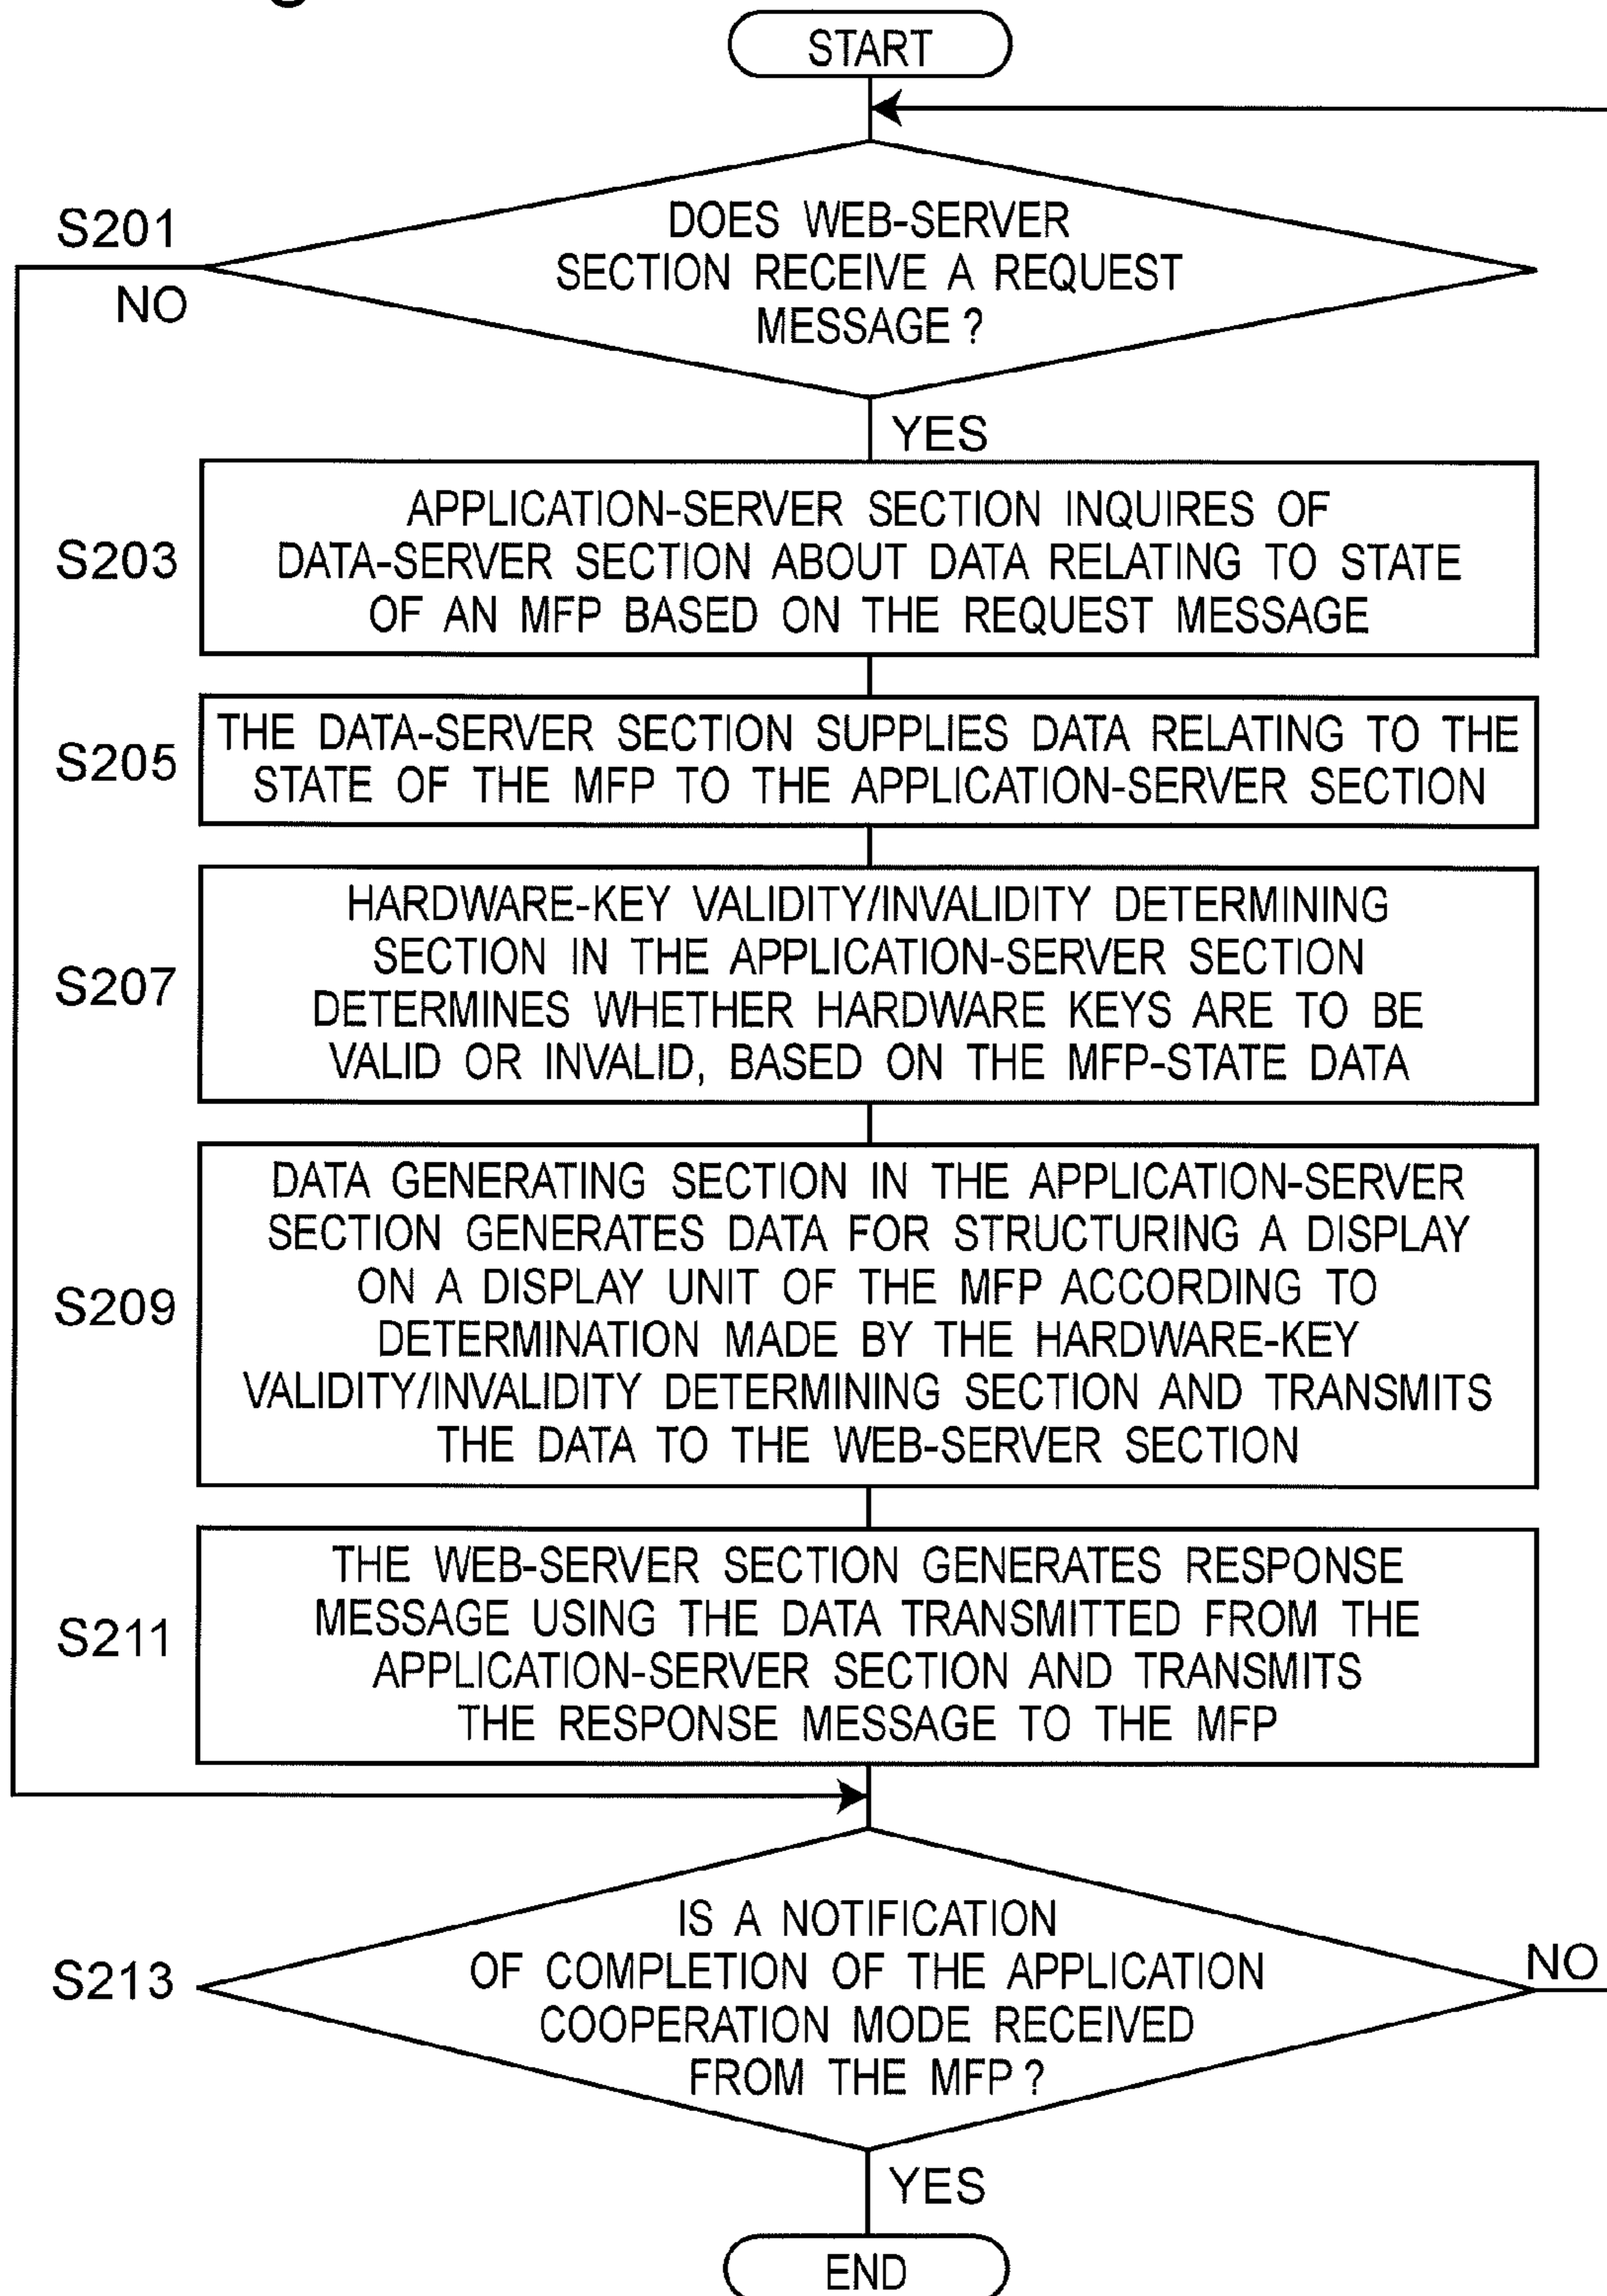 START
S201
NO
DOES WEB-SERVER
SECTION RECEIVE A REQUEST
MESSAGE ?
YES
S203
APPLICATION-SERVER SECTION INQUIRES OF
DATA-SERVER SECTION ABOUT DATA RELATING TO STATE
OF AN MFP BASED ON THE REQUEST MESSAGE
S205
THE DATA-SERVER SECTION SUPPLIES DATA RELATING TO THE
STATE OF THE MFP TO THE APPLICATION-SERVER SECTION
S207
HARDWARE-KEY VALIDITY/INVALIDITY DETERMINING
SECTION IN THE APPLICATION-SERVER SECTION
DETERMINES WHETHER HARDWARE KEYS ARE TO BE
VALID OR INVALID, BASED ON THE MFP-STATE DATA
S209
DATA GENERATING SECTION IN THE APPLICATION-SERVER
SECTION GENERATES DATA FOR STRUCTURING A DISPLAY
ON A DISPLAY UNIT OF THE MFP ACCORDING TO
DETERMINATION MADE BY THE HARDWARE-KEY
VALIDITY/INVALIDITY DETERMINING SECTION AND TRANSMITS
THE DATA TO THE WEB-SERVER SECTION
S211
THE WEB-SERVER SECTION GENERATES RESPONSE
MESSAGE USING THE DATA TRANSMITTED FROM THE
APPLICATION-SERVER SECTION AND TRANSMITS
THE RESPONSE MESSAGE TO THE MFP
S213
IS A NOTIFICATION
OF COMPLETION OF THE APPLICATION
COOPERATION MODE RECEIVED
FROM THE MFP ?
NO
YES
END